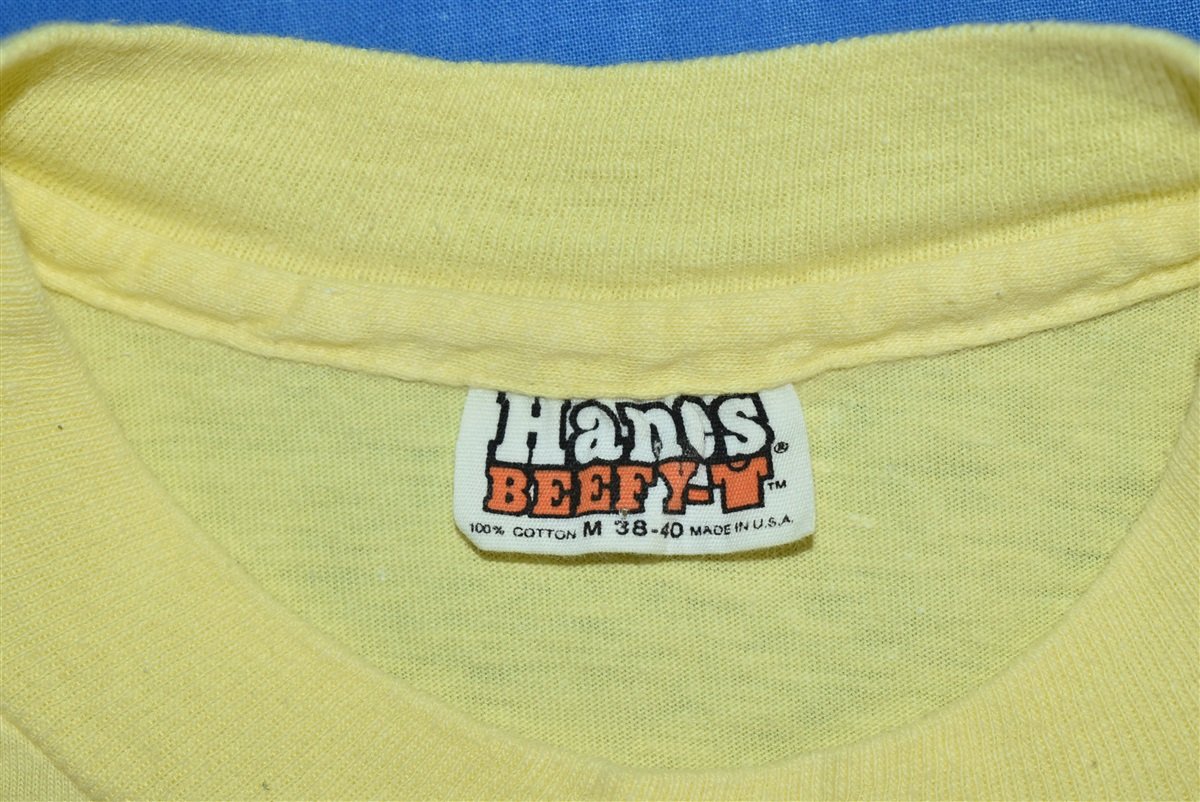 Hanes®
BEEFY-T™
100% COTTON M 38-40 MADE IN U.S.A.